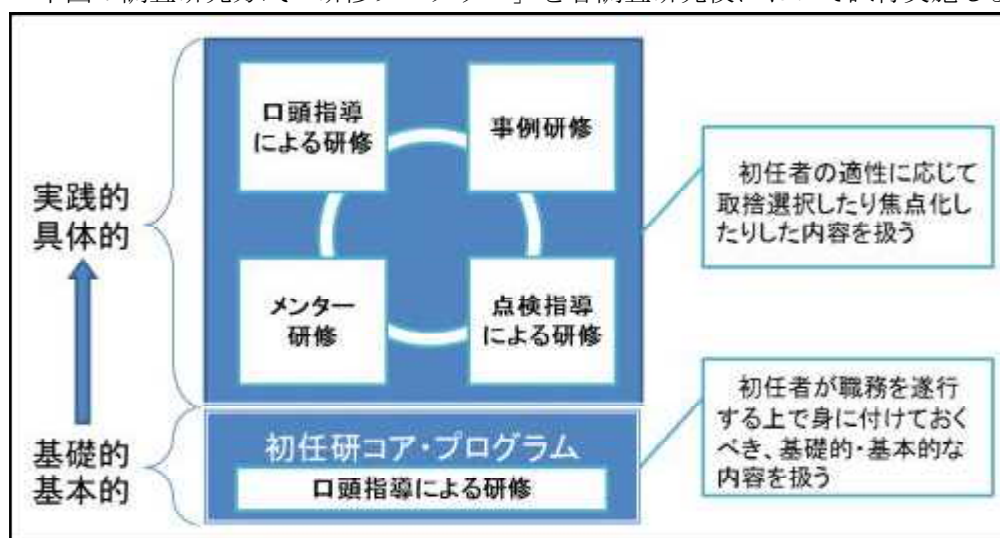 実践的
具体的
基礎的
基本的
口頭指導
による研修
事例研修
メンター
研修
点検指導
による研修
初任研コア・プログラム
口頭指導による研修
初任者の適性に応じて
取捨選択したり焦点化し
たりした内容を扱う
初任者が職務を遂行
する上で身に付けておく
べき、基礎的・基本的な
内容を扱う